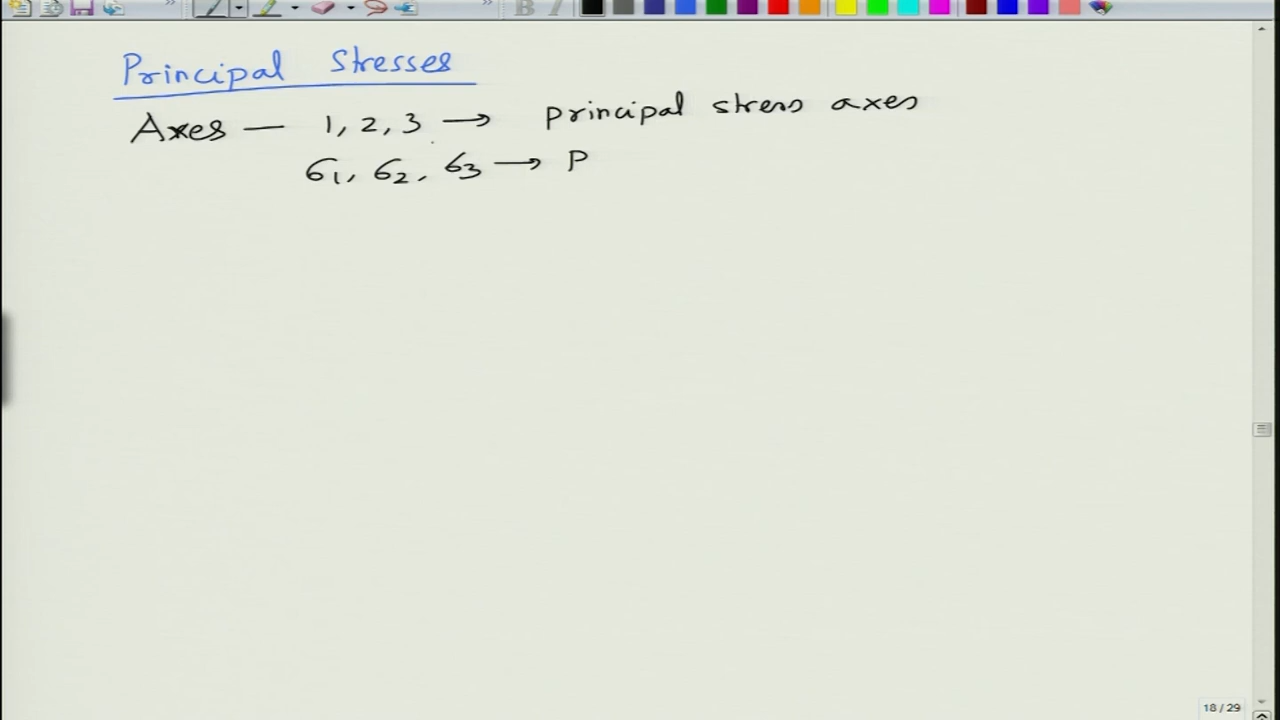 Principal Stresses
Axes — 1, 2, 3 → principal stress axes
σ1, σ2, σ3 → P
18 / 29